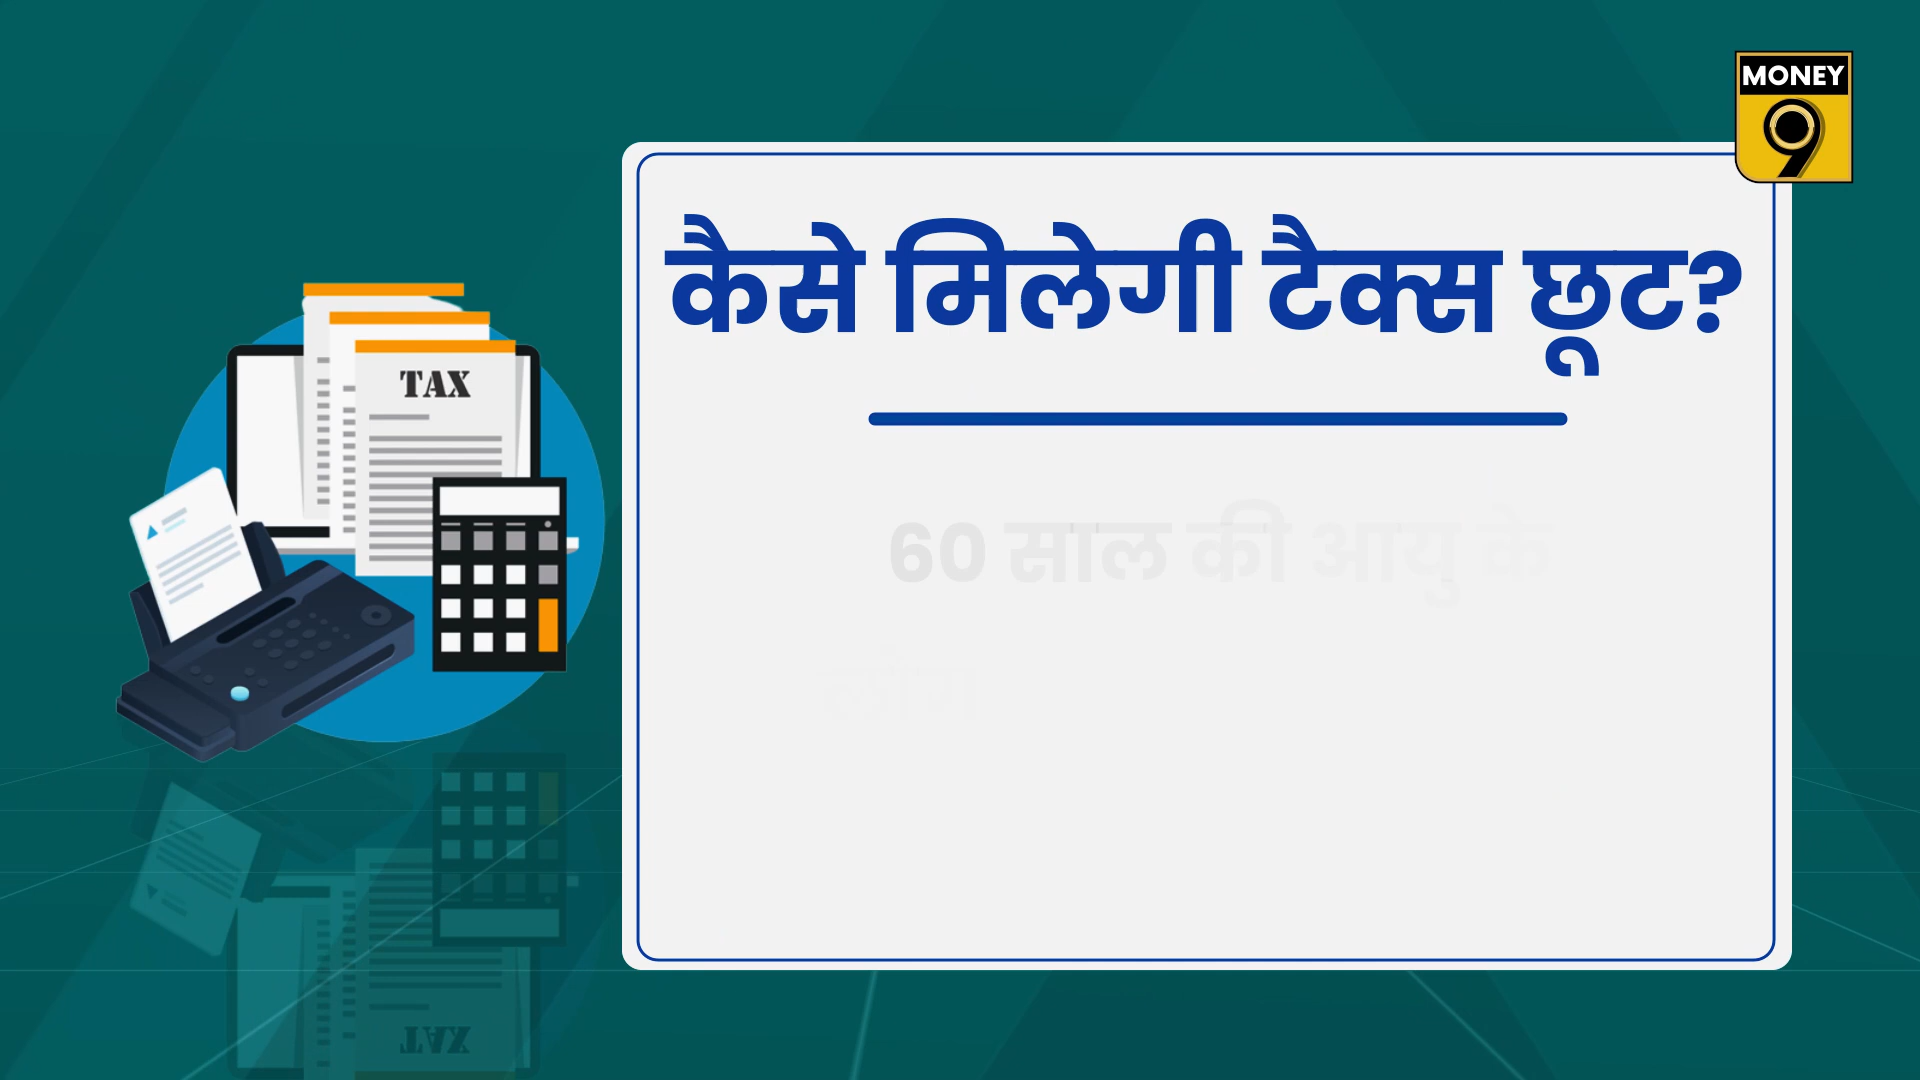 MONEY
9
कैसे मिलेगी टैक्स छूट?
TAX
60 साल की आयु के
लोग